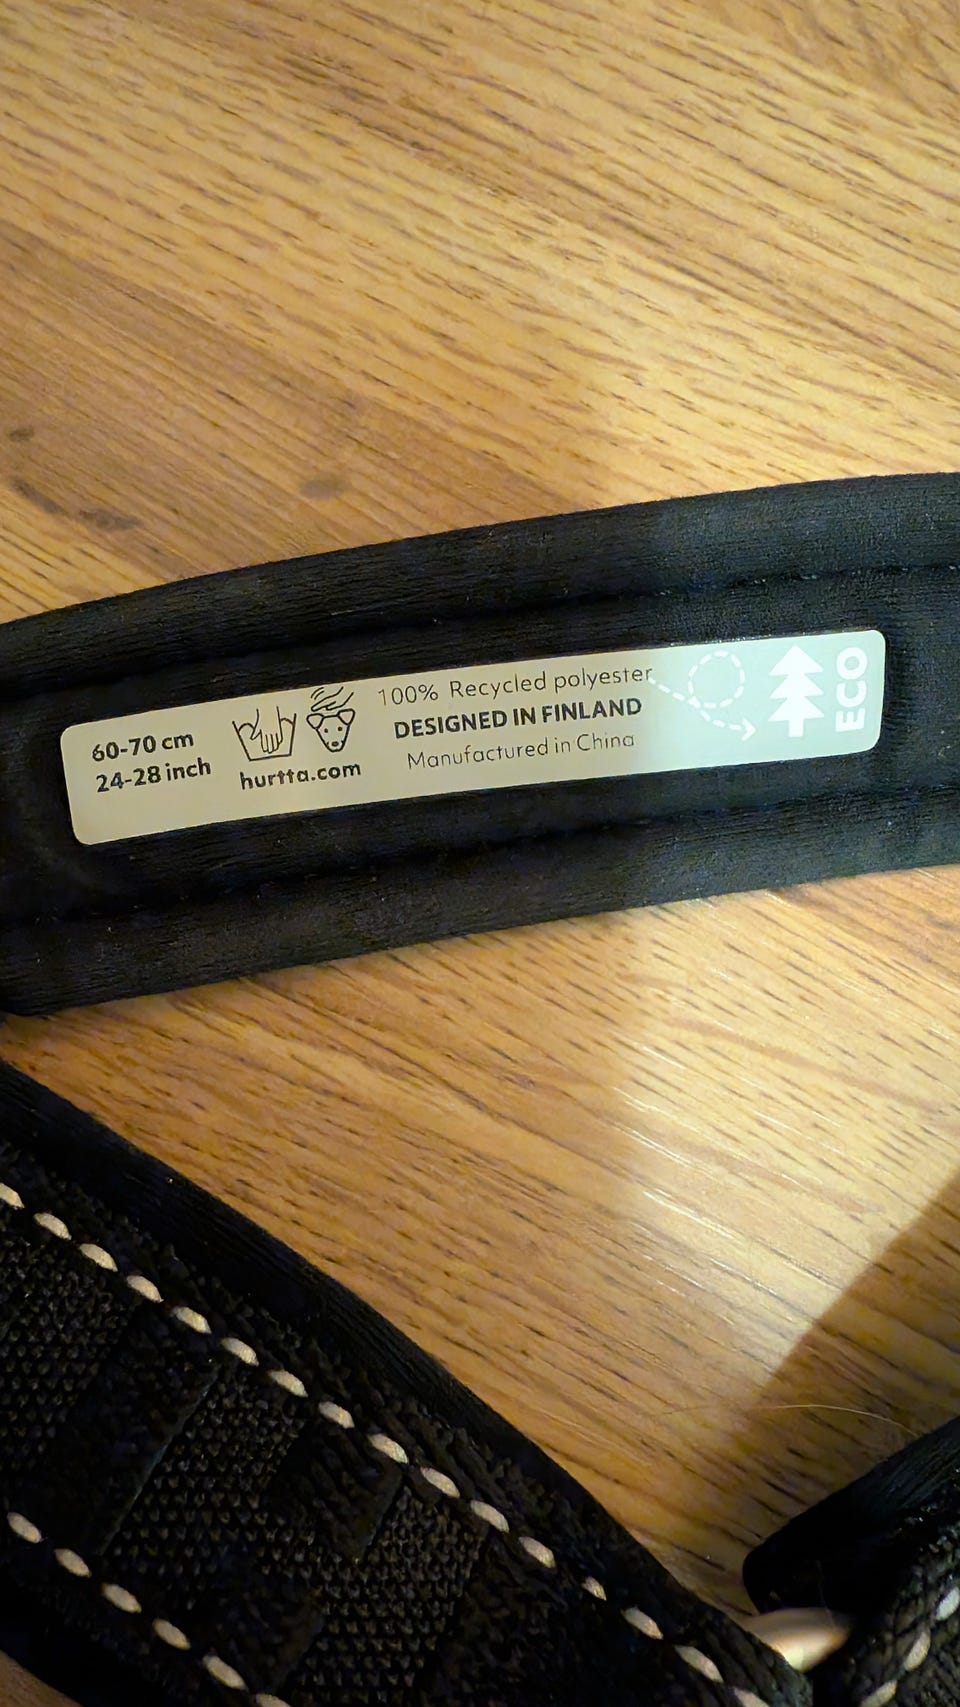 60-70 cm
24-28 inch
hurtta.com
100% Recycled polyester
DESIGNED IN FINLAND
Manufactured in China
ECO